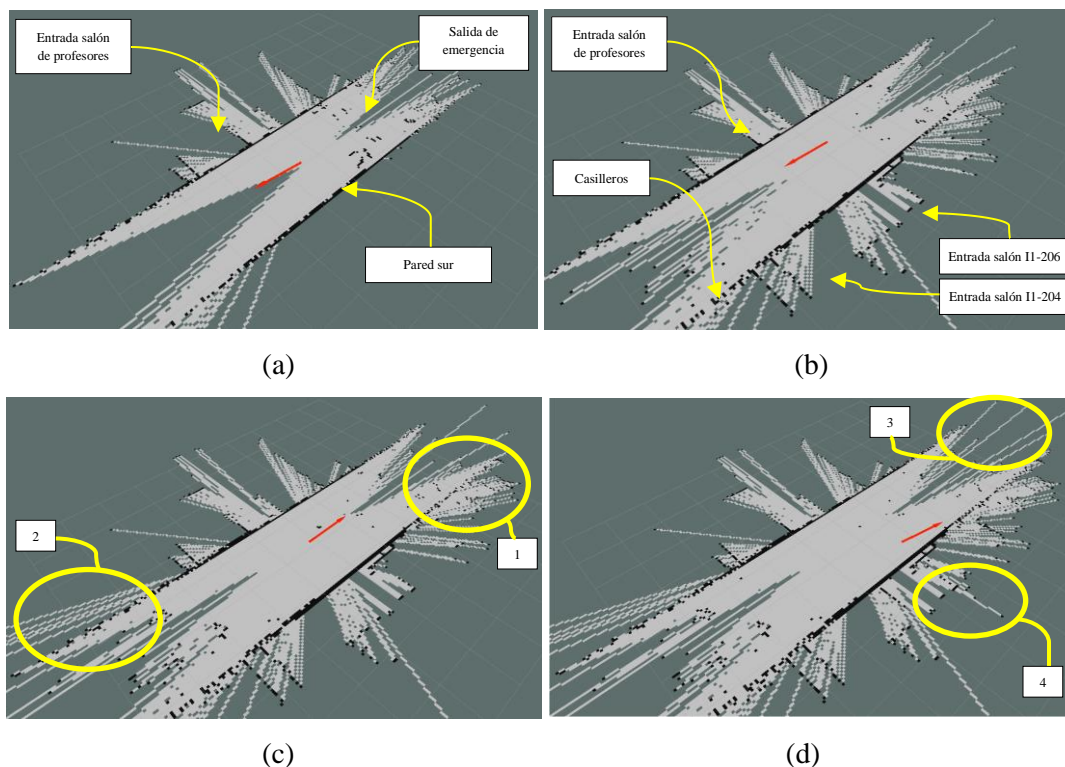 Entrada salón
de profesores
Salida de
emergencia
Pared sur
(a)
Entrada salón
de profesores
Casilleros
Entrada salón I1-206
Entrada salón I1-204
(b)
2
1
(c)
3
4
(d)